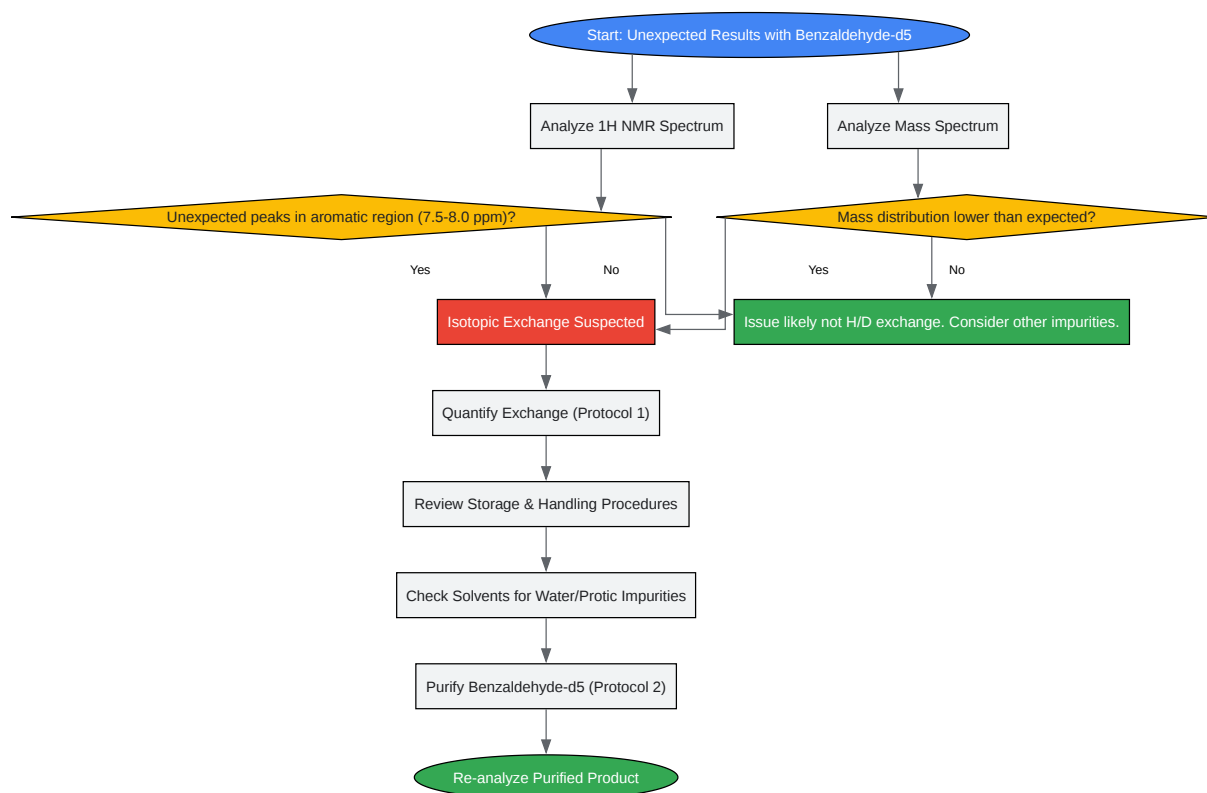 Start: Unexpected Results with Benzaldehyde-d5
Analyze 1H NMR Spectrum
Analyze Mass Spectrum
Unexpected peaks in aromatic region (7.5-8.0 ppm)?
Mass distribution lower than expected?
Yes
No
Yes
No
Isotopic Exchange Suspected
Issue likely not H/D exchange. Consider other impurities.
Quantify Exchange (Protocol 1)
Review Storage & Handling Procedures
Check Solvents for Water/Protic Impurities
Purify Benzaldehyde-d5 (Protocol 2)
Re-analyze Purified Product